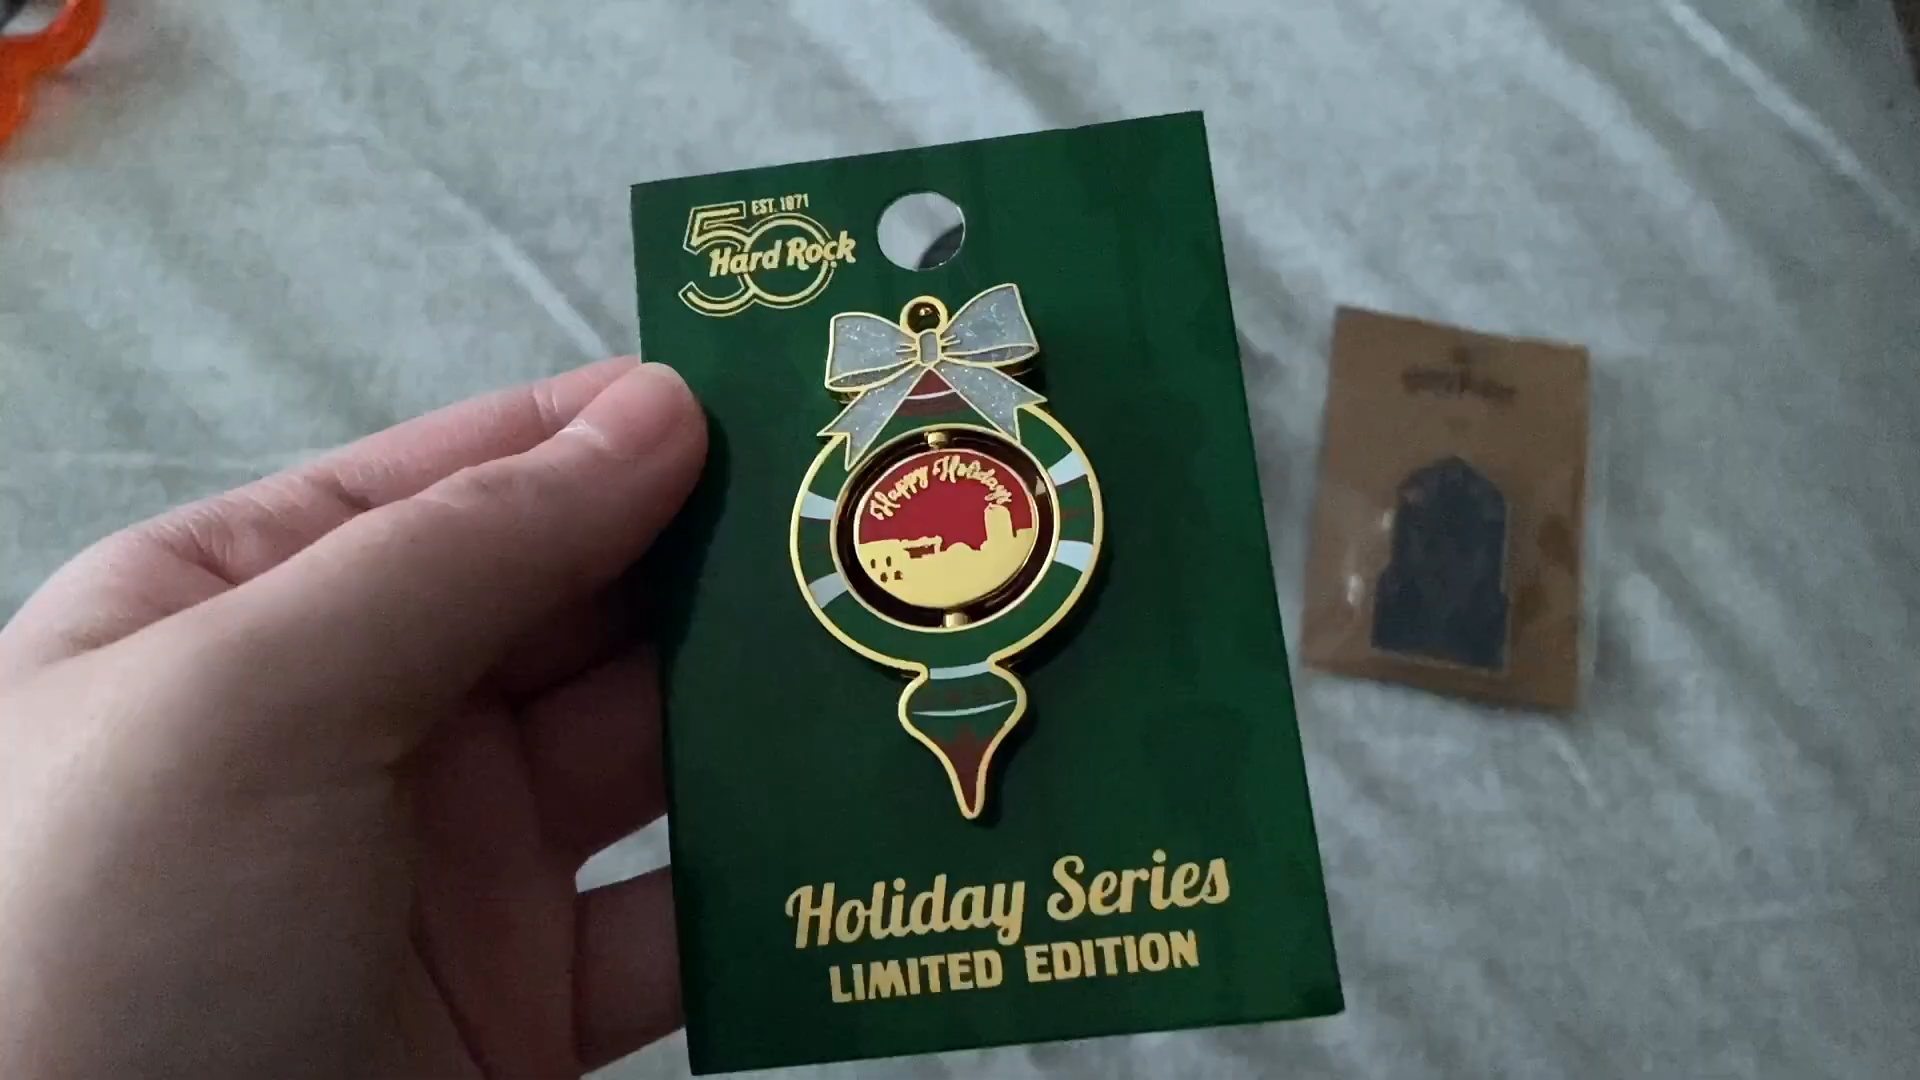 EST. 1971
50
Hard Rock
Happy Holidays
Holiday Series
LIMITED EDITION